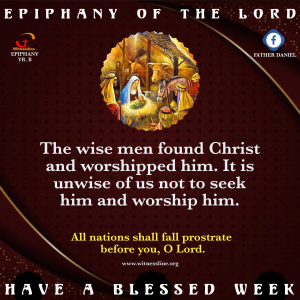 EPIPHANY OF THE LORD
Witnessline
EPIPHANY
YR. B
FATHER DANIEL
The wise men found Christ
and worshipped him. It is
unwise of us not to seek
him and worship him.
All nations shall fall prostrate
before you, O Lord.
www.witnessline.org
HAVE A BLESSED WEEK